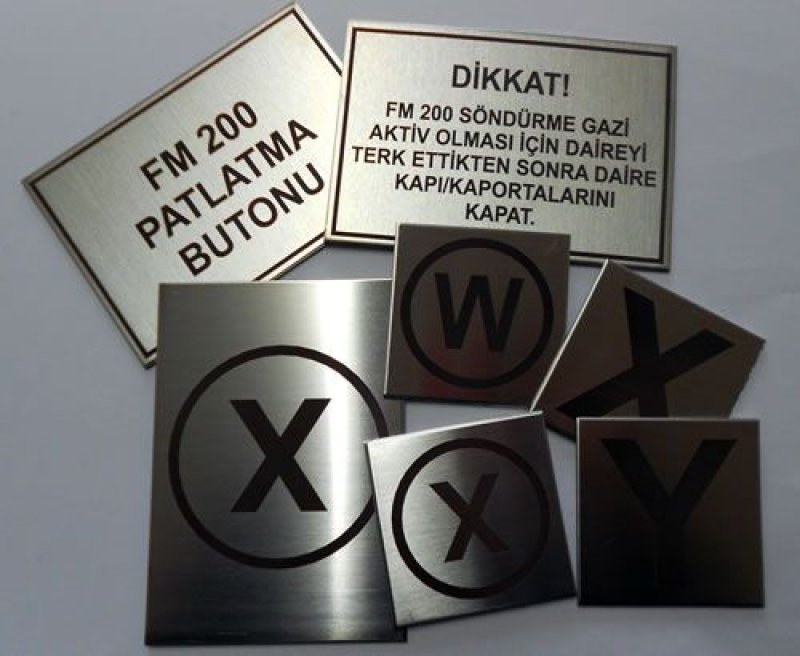 FM 200
PATLATMA
BUTONU
DİKKAT!
FM 200 SÖNDÜRME GAZİ
AKTİV OLMASI İÇİN DAİREYİ
TERK ETTİKTEN SONRA DAİRE
KAPI/KAPORTALARINI
KAPAT.
W
X
X
X
Y